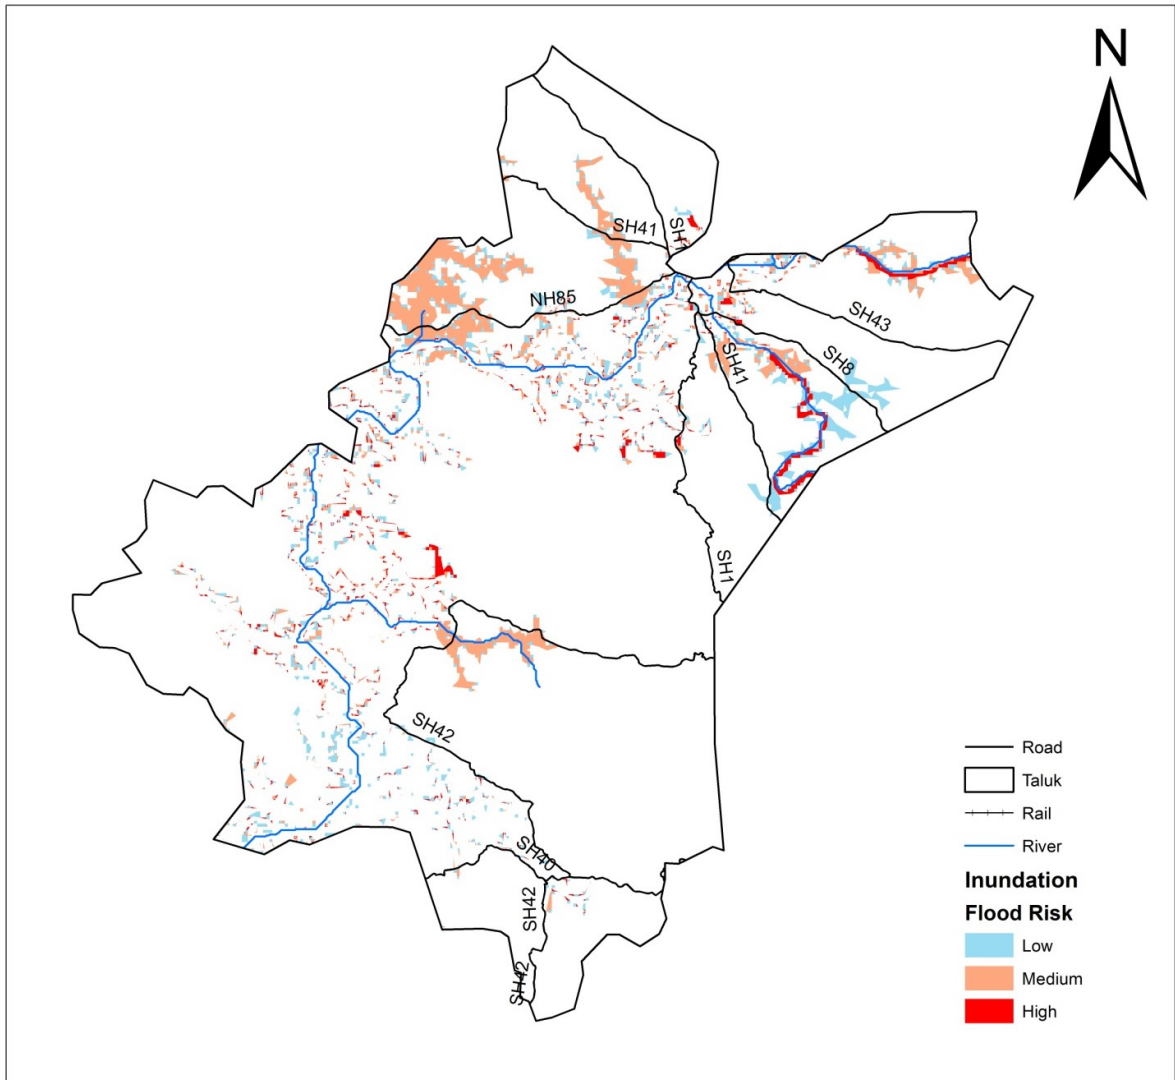 N
SH41
SH1
NH85
SH43
SH8
SH41
SH1
SH42
SH40
SH42
SH42
Road
Taluk
Rail
River
Inundation
Flood Risk
Low
Medium
High